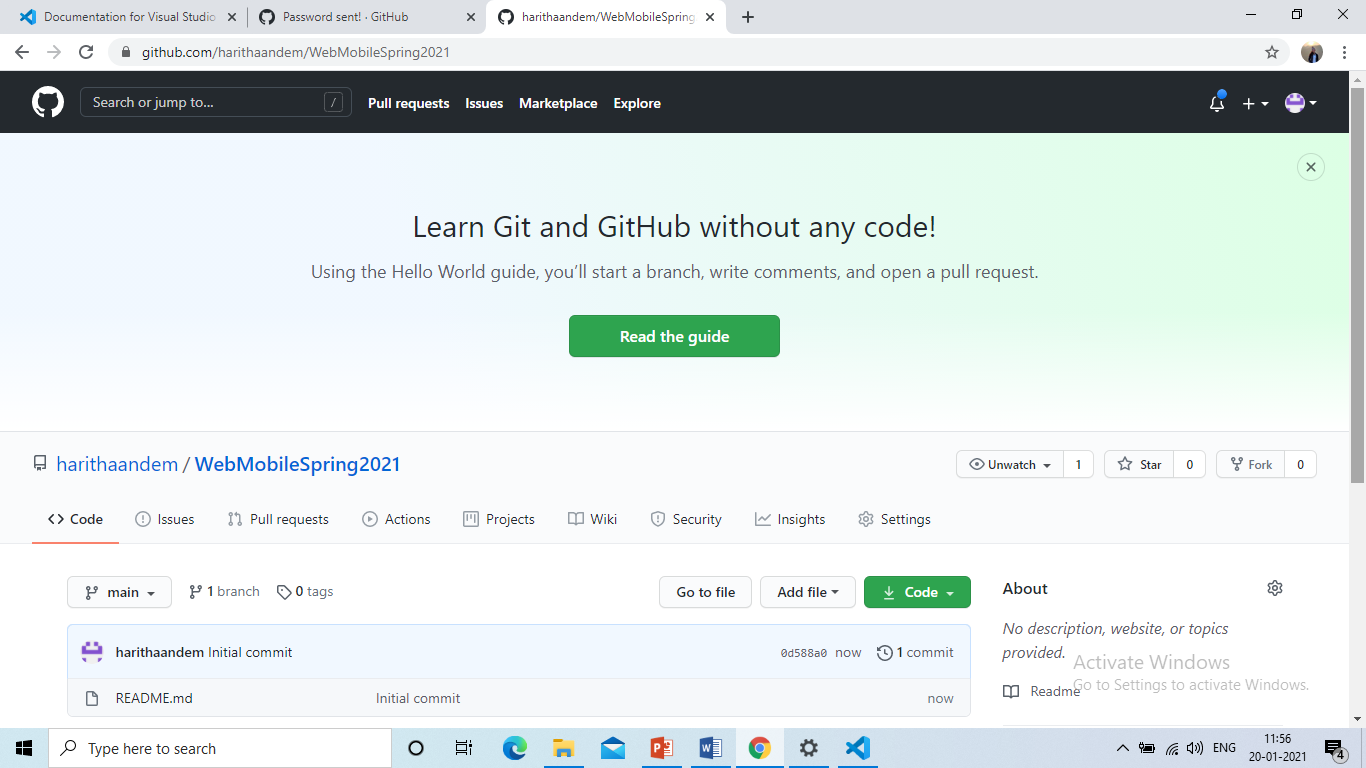 Documentation for Visual Studio
Password sent! · GitHub
harithaandem/WebMobileSpring
github.com/harithaandem/WebMobileSpring2021
Search or jump to... / Pull requests Issues Marketplace Explore
Learn Git and GitHub without any code!
Using the Hello World guide, you’ll start a branch, write comments, and open a pull request.
Read the guide
harithaandem / WebMobileSpring2021
Unwatch 1 Star 0 Fork 0
Code Issues Pull requests Actions Projects Wiki Security Insights Settings
main 1 branch 0 tags Go to file Add file Code
harithaandem Initial commit 0d588a0 now 1 commit
README.md Initial commit now
About
No description, website, or topics
provided.
Readme
Activate Windows
Go to Settings to activate Windows.
Type here to search
ENG
11:56
20-01-2021
4